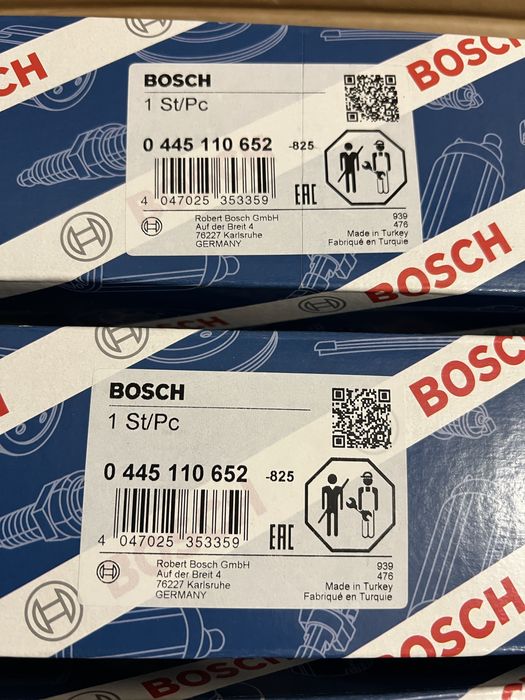 BOSCH
BOSCH
BOSCH
1 St/Pc
0 445 110 652 -825
4 047025 353359
EAC
Robert Bosch GmbH
Auf der Breit 4
76227 Karlsruhe
GERMANY
939
476
Made in Turkey
Fabriqué en Turquie
BOSCH
BOSCH
BOSCH
1 St/Pc
0 445 110 652 -825
4 047025 353359
EAC
Robert Bosch GmbH
Auf der Breit 4
76227 Karlsruhe
GERMANY
939
476
Made in Turkey
Fabriqué en Turquie
BOSCH